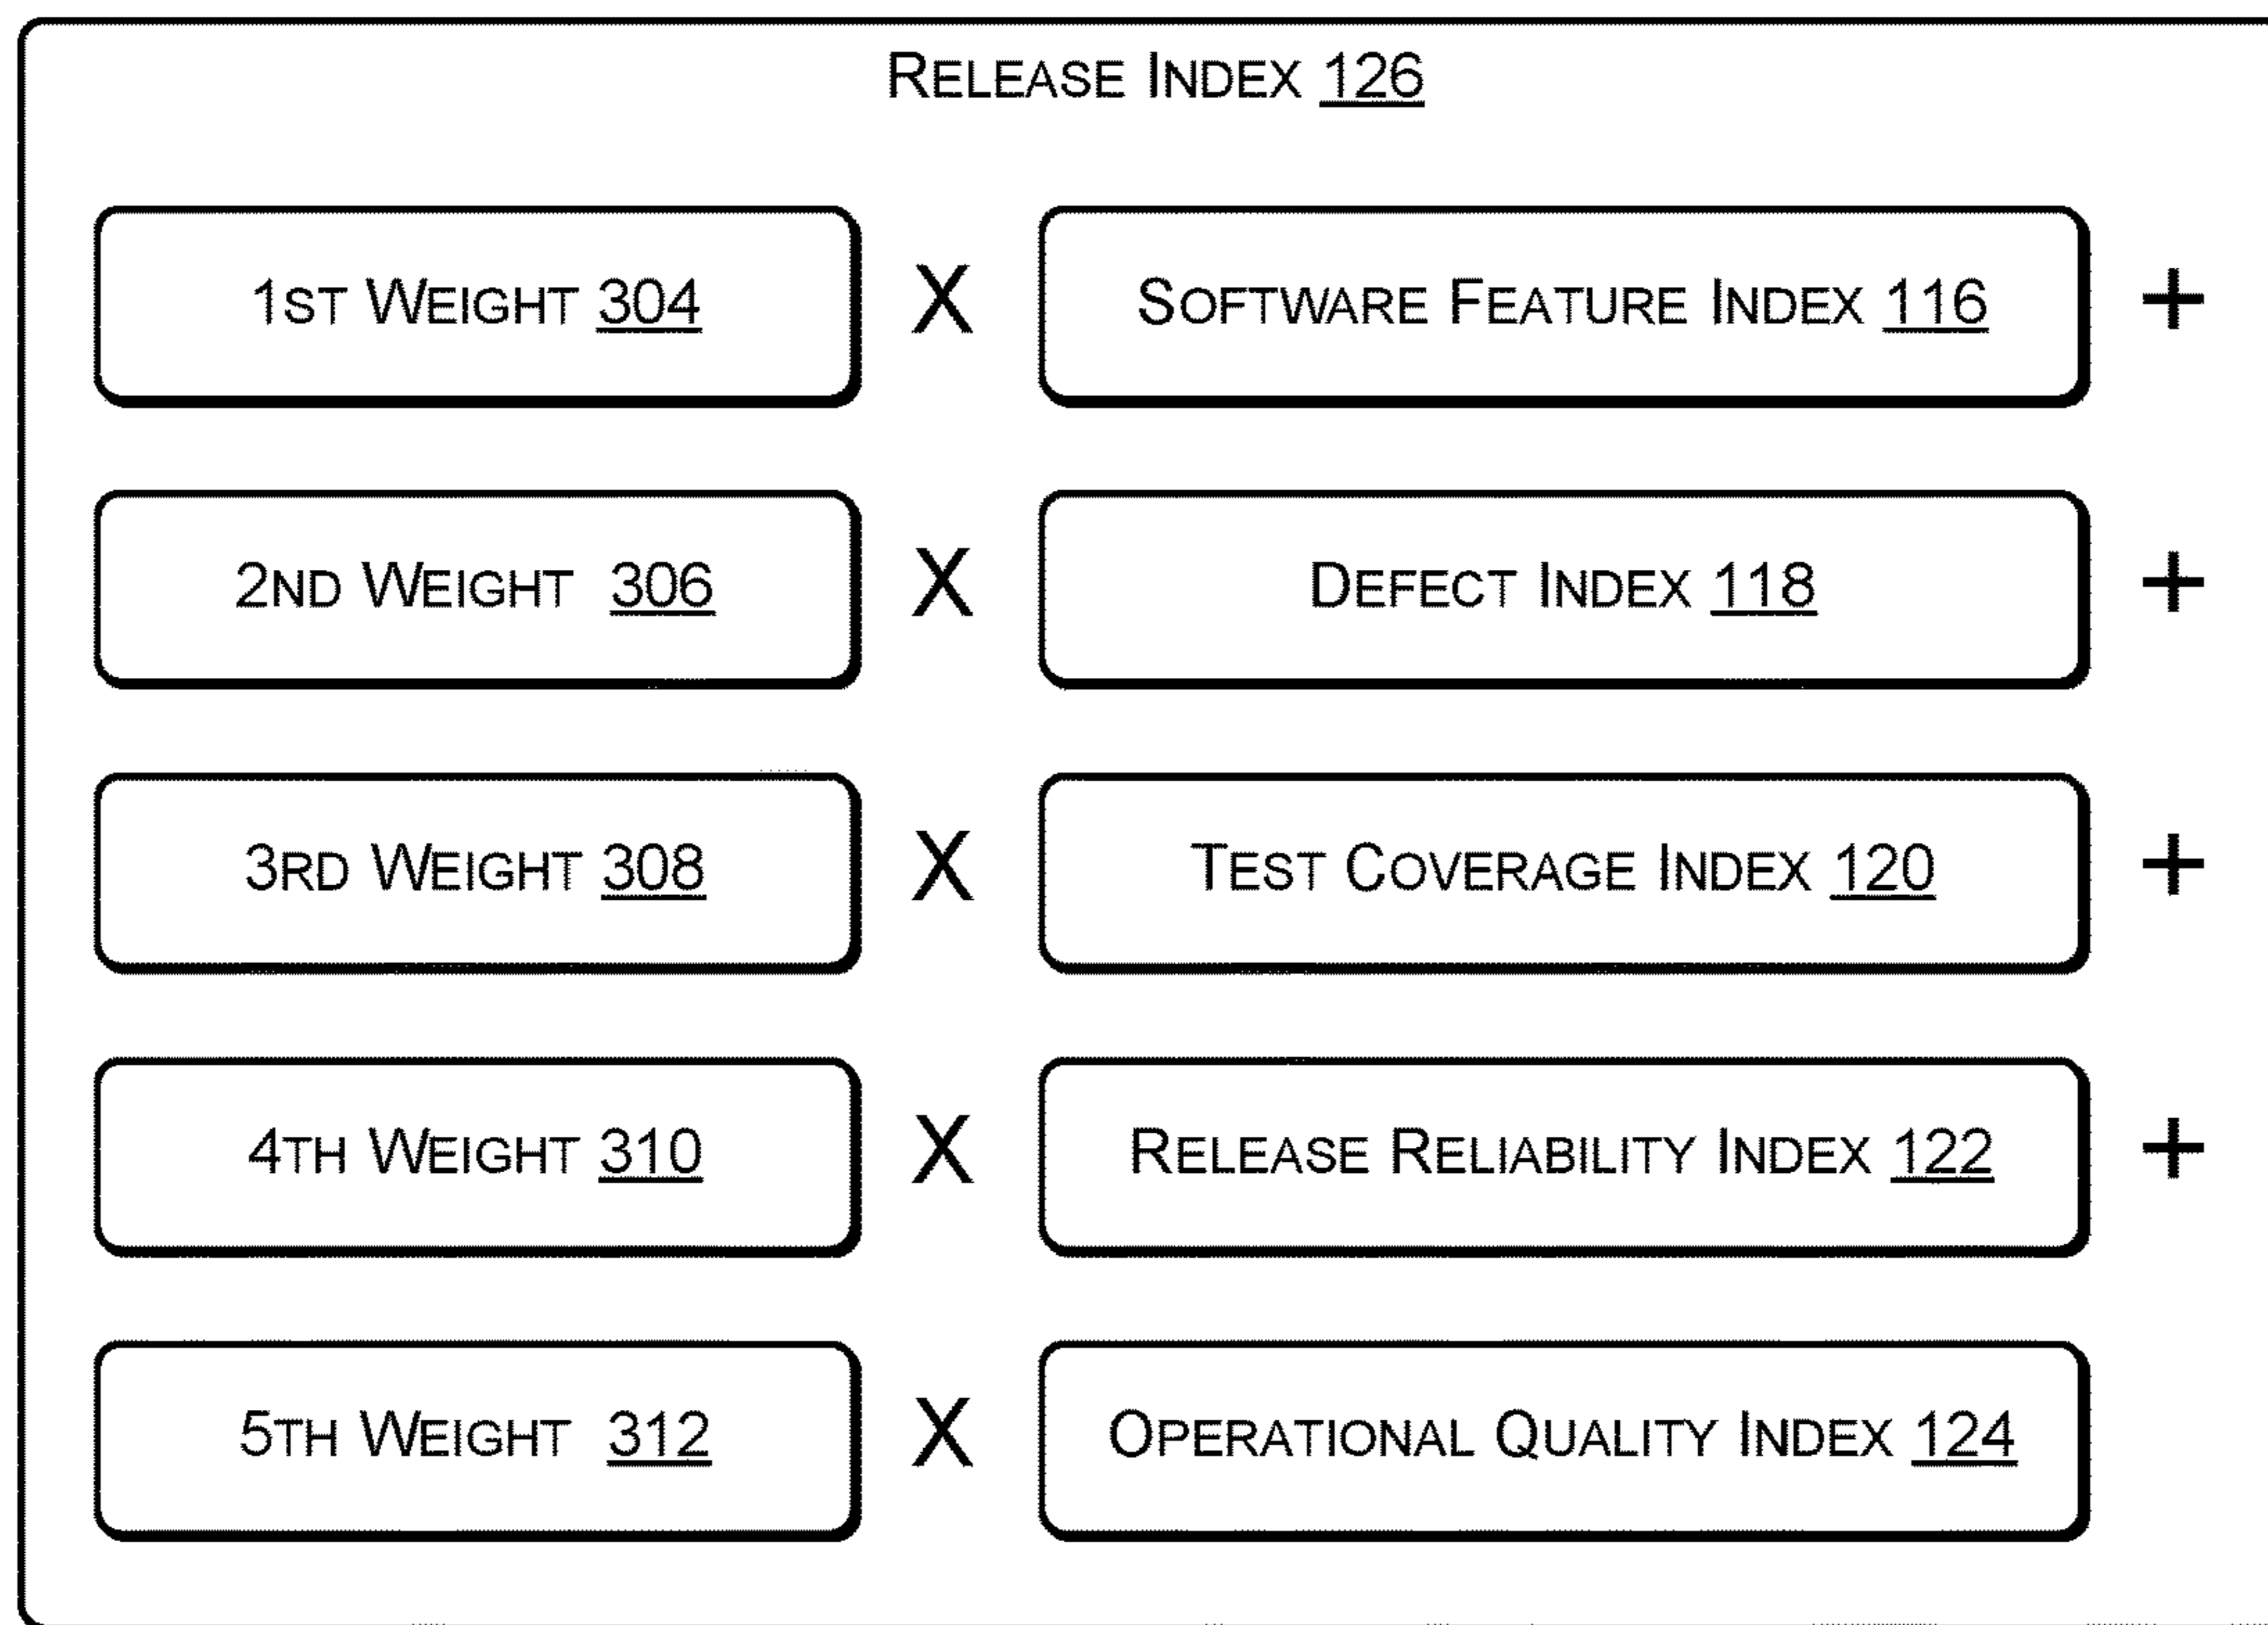 RELEASE INDEX 126
1ST WEIGHT 304 X SOFTWARE FEATURE INDEX 116 +
2ND WEIGHT 306 X DEFECT INDEX 118 +
3RD WEIGHT 308 X TEST COVERAGE INDEX 120 +
4TH WEIGHT 310 X RELEASE RELIABILITY INDEX 122 +
5TH WEIGHT 312 X OPERATIONAL QUALITY INDEX 124